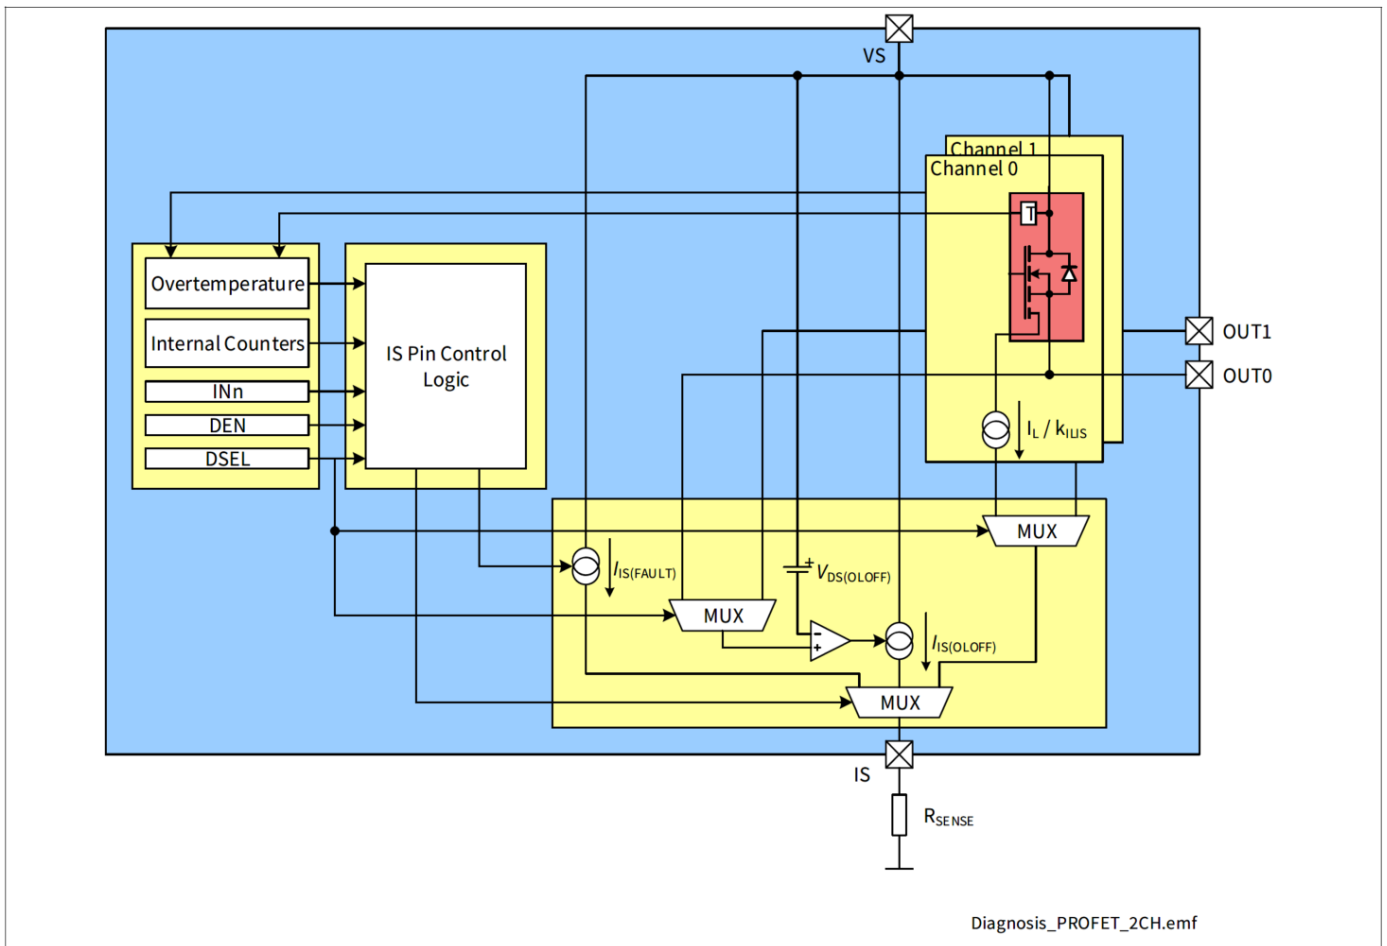 VS
Channel 1
Channel 0
T
Overtemperature
Internal Counters
INn
DEN
DSEL
IS Pin Control
Logic
OUT1
OUT0
IL / kILIS
MUX
IIS(FAULT)
+
VDS(OLOFF)
MUX
-
+
IIS(OLOFF)
MUX
IS
RSENSE
Diagnosis_PROFET_2CH.emf